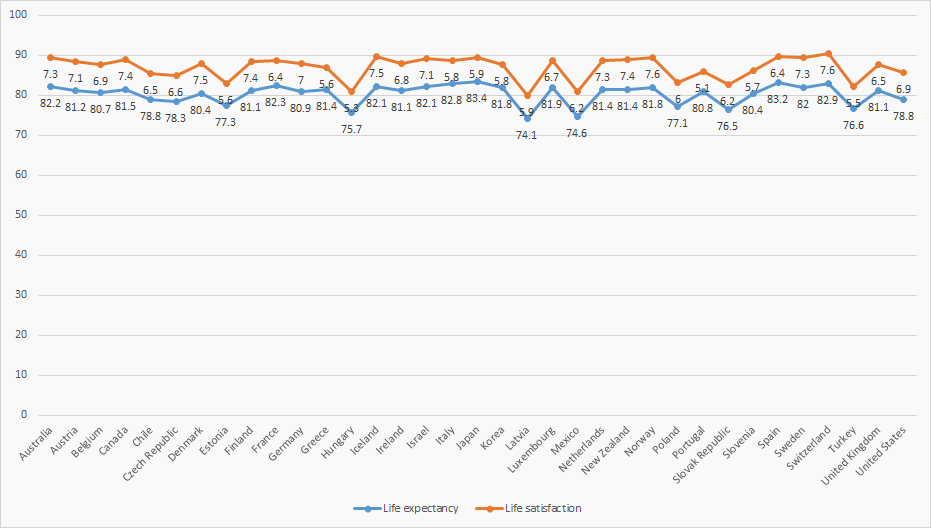 100
90
80
70
60
50
40
30
20
10
0
7.3 7.1 6.9 7.4 6.5 6.6 7.5 5.6 7.4 6.4 7 5.6 5.3 7.5 6.8 7.1 5.8 5.9 5.8 5.9 6.7 6.2 7.3 7.4 7.6 6 5.1 6.2 5.7 6.4 7.3 7.6 5.5 6.5 6.9
82.2 81.2 80.7 81.5 78.8 78.3 80.4 77.3 81.1 82.3 80.9 81.4 75.7 82.1 81.1 82.1 82.8 83.4 81.8 74.1 81.9 74.6 81.4 81.4 81.8 77.1 80.8 76.5 80.4 83.2 82 82.9 76.6 81.1 78.8
Australia
Austria
Belgium
Canada
Chile
Czech Republic
Denmark
Estonia
Finland
France
Germany
Greece
Hungary
Iceland
Ireland
Israel
Italy
Japan
Korea
Latvia
Luxembourg
Mexico
Netherlands
New Zealand
Norway
Poland
Portugal
Slovak Republic
Slovenia
Spain
Sweden
Switzerland
Turkey
United Kingdom
United States
Life expectancy Life satisfaction